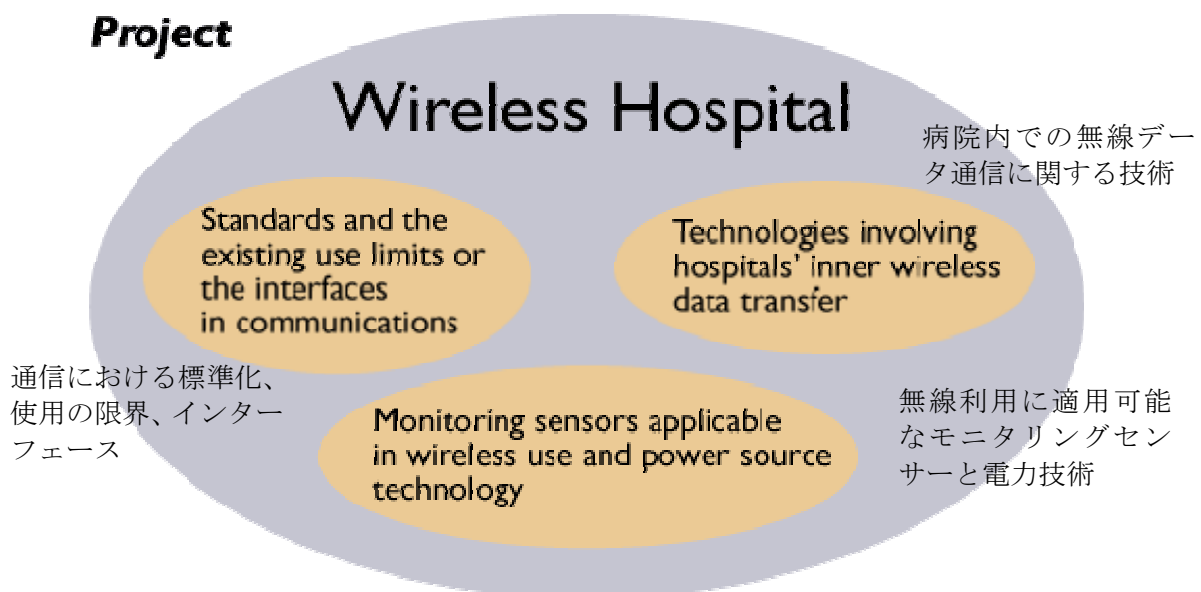 Project
Wireless Hospital
病院内での無線デー
タ通信に関する技術
Standards and the
existing use limits or
the interfaces
in communications
Technologies involving
hospitals' inner wireless
data transfer
通信における標準化、
使用の限界、インター
フェース
Monitoring sensors applicable
in wireless use and power source
technology
無線利用に適用可能
なモニタリングセン
サーと電力技術